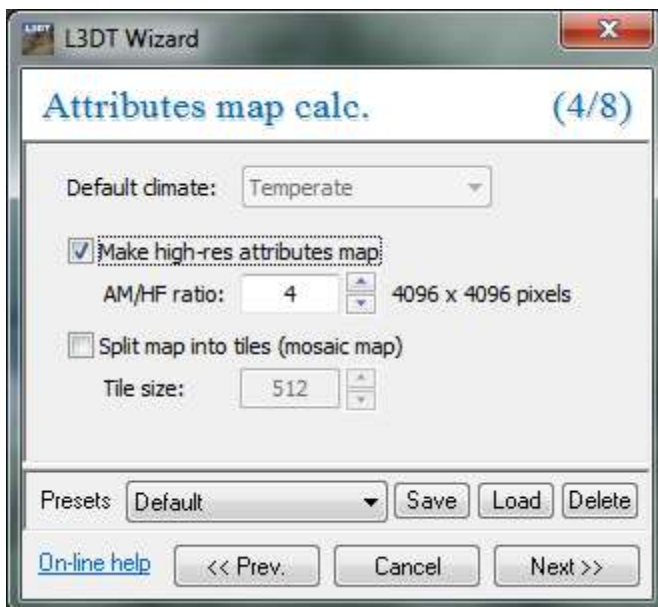 L3DT Wizard
Attributes map calc. (4/8)
Default climate: Temperate
Make high-res attributes map
AM/HF ratio: 4 4096 x 4096 pixels
Split map into tiles (mosaic map)
Tile size: 512
Presets Default Save Load Delete
On-line help << Prev. Cancel Next >>